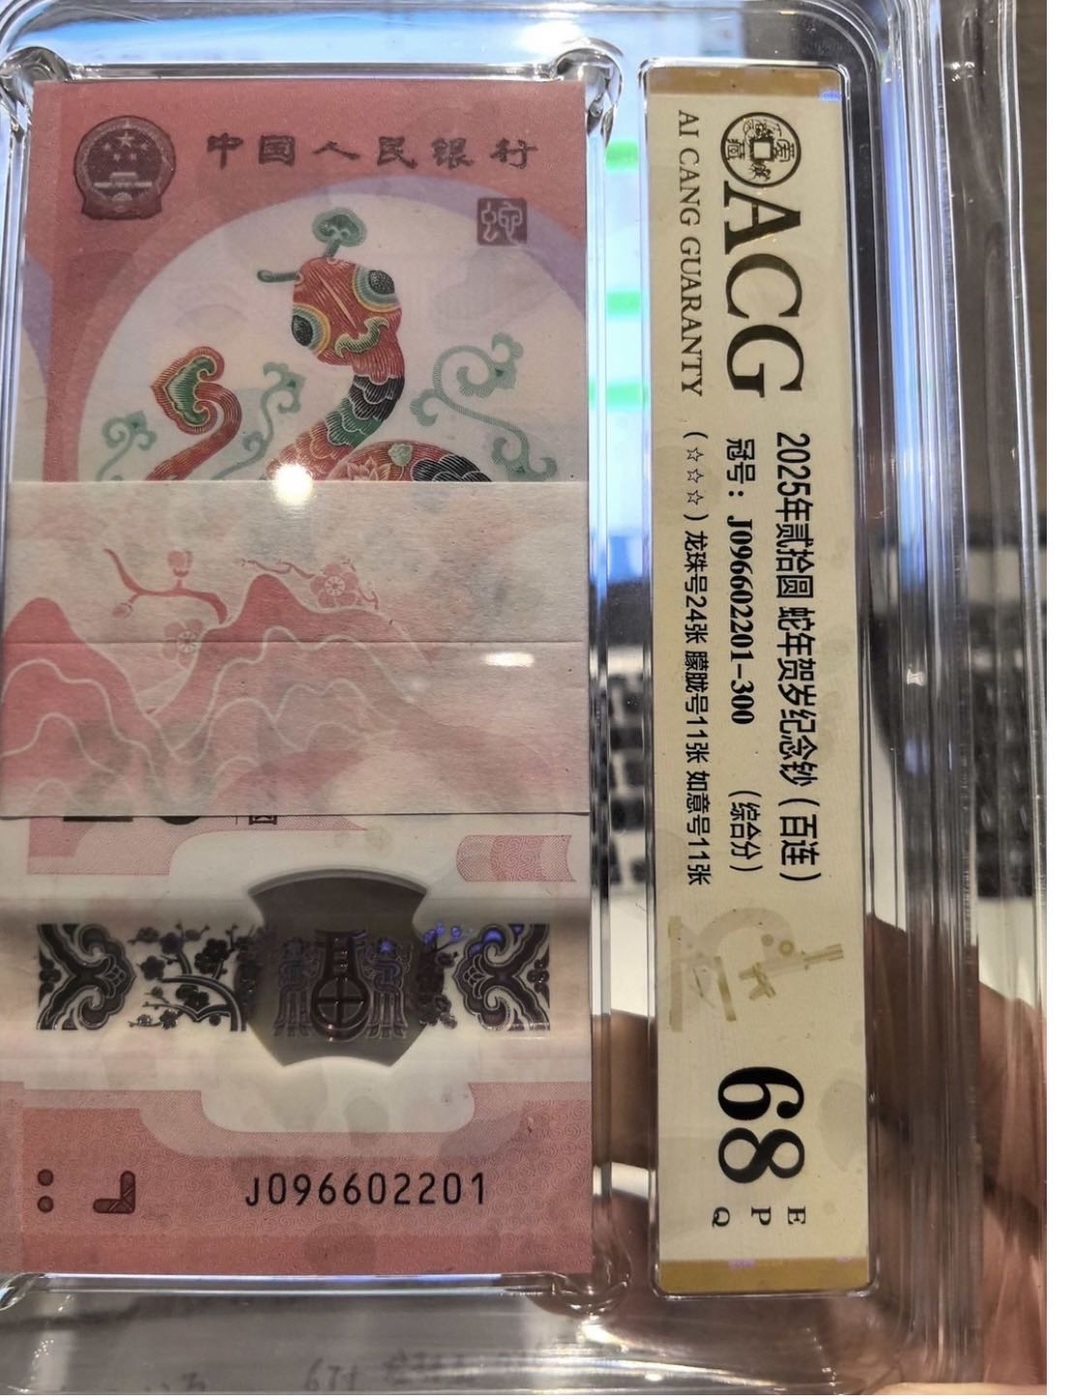 中国人民银行
J096602201
ACG
AI CANG GUARANTY
2025年贰拾圆 蛇年贺岁纪念钞（百连）
冠号：J096602201-300 （综合分）
（☆☆☆）龙珠号24张 朦胧号11张 如意号11张
68
E
P
Q